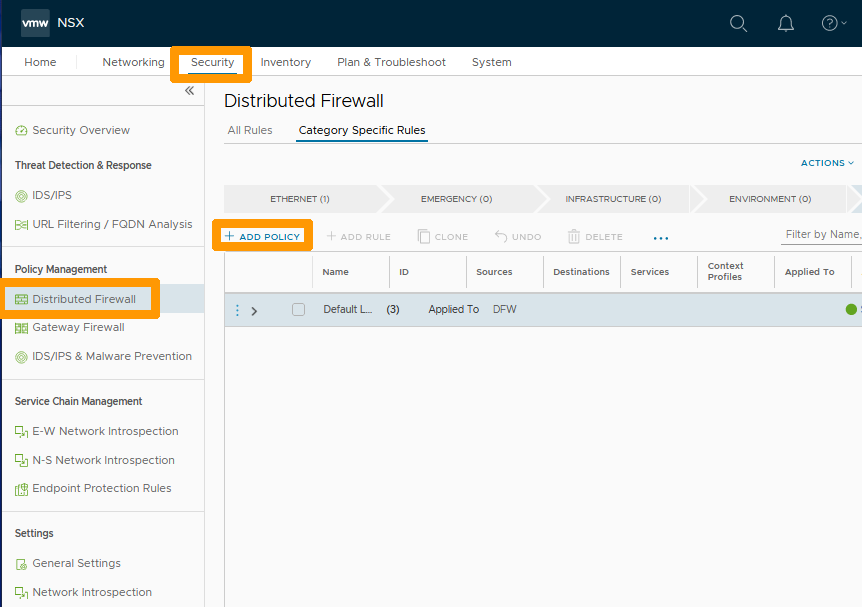 vmw NSX
Home Networking Security Inventory Plan & Troubleshoot System
Security Overview
Threat Detection & Response
IDS/IPS
URL Filtering / FQDN Analysis
Policy Management
Distributed Firewall
Gateway Firewall
IDS/IPS & Malware Prevention
Service Chain Management
E-W Network Introspection
N-S Network Introspection
Endpoint Protection Rules
Settings
General Settings
Network Introspection
Distributed Firewall
All Rules Category Specific Rules
ACTIONS
ETHERNET (1) EMERGENCY (0) INFRASTRUCTURE (0) ENVIRONMENT (0)
+ ADD POLICY + ADD RULE CLONE UNDO DELETE ... Filter by Name,
Name ID Sources Destinations Services Context Profiles Applied To
Default L... (3) Applied To DFW